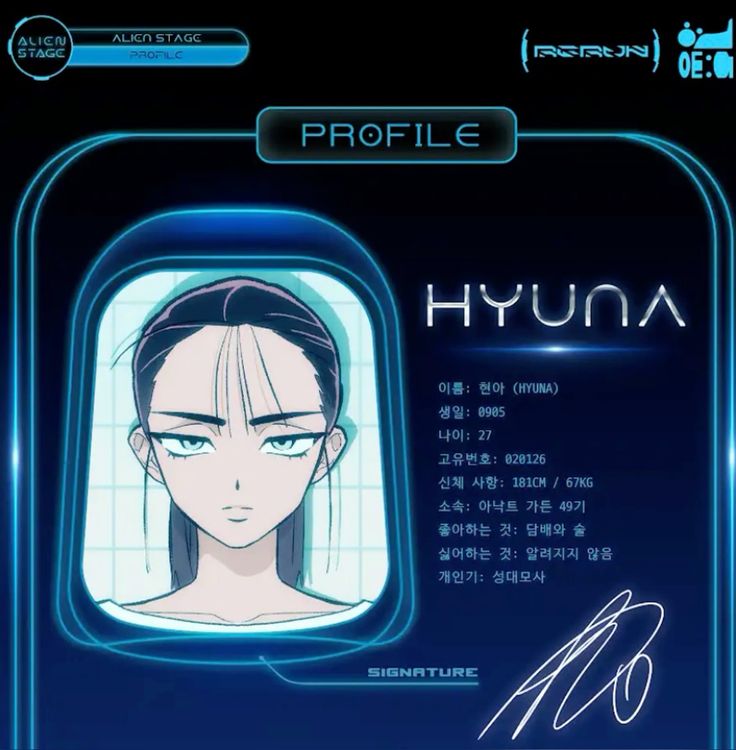 ALIEN STAGE
PROFILE
ALIEN
STAGE
PROFILE
HYUNA
이름: 현아 (HYUNA)
생일: 0905
나이: 27
고유번호: 020126
신체 사항: 181CM / 67KG
소속: 아낙트 가든 49기
좋아하는 것: 담배와 술
싫어하는 것: 알려지지 않음
개인기: 성대모사
SIGNATURE